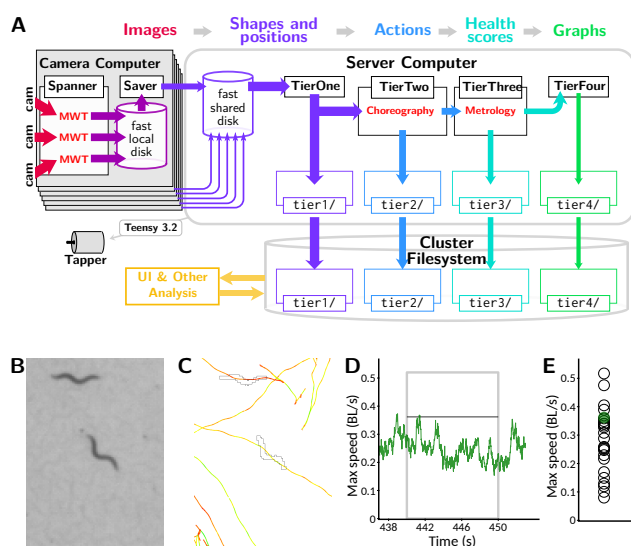 A
Images
Shapes and
positions
Actions
Health
scores
Graphs
Camera Computer
Server Computer
Spanner
Saver
cam
cam
cam
MWT
MWT
MWT
fast
local
disk
fast
shared
disk
TierOne
TierTwo
Choreography
TierThree
Metrology
TierFour
tier1/
tier2/
tier3/
tier4/
Teensy 3.2
Tapper
Cluster
Filesystem
UI & Other
Analysis
tier1/
tier2/
tier3/
tier4/
B
C
D
Max speed (BL/s)
0.5
0.4
0.3
0.2
0.1
0
438
442
446
450
Time (s)
E
Max speed (BL/s)
0.5
0.4
0.3
0.2
0.1
0